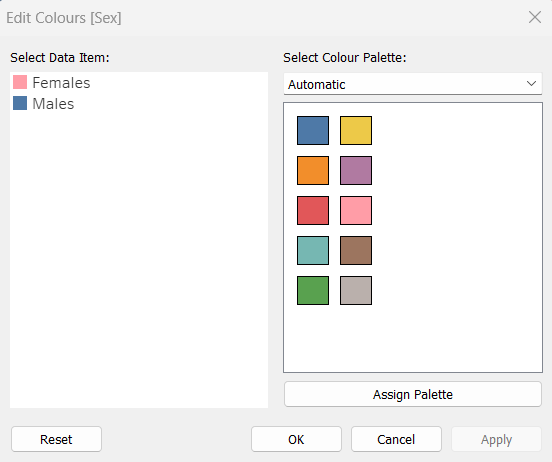 Edit Colours [Sex]
Select Data Item:
Females
Males
Select Colour Palette:
Automatic
Assign Palette
Reset
OK
Cancel
Apply